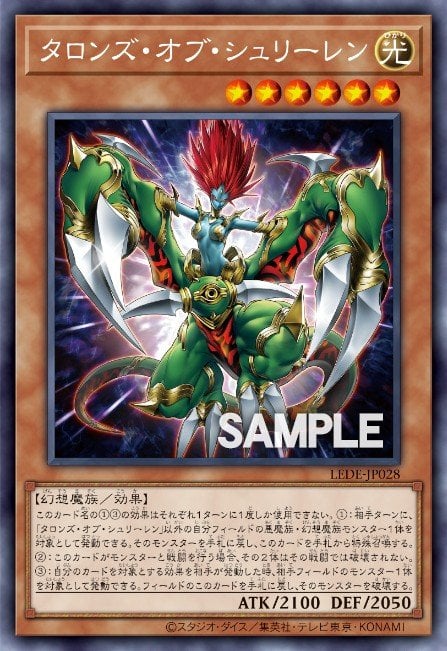 タロンズ・オブ・シュリーレン
ひかり
光
SAMPLE
LEDE-JP028
【幻想魔族／効果】
このカード名の①③の効果はそれぞれ１ターンに１度しか使用できない。①：相手ターンに、
「タロンズ・オブ・シュリーレン」以外の自分フィールドの悪魔族・幻想魔族モンスター１体を
対象として発動できる。そのモンスターを手札に戻し、このカードを手札から特殊召喚する。
②：このカードがモンスターと戦闘を行う場合、その２体はその戦闘では破壊されない。
③：自分のカードを対象とする効果を相手が発動した時、相手フィールドのモンスター１体
を対象として発動できる。フィールドのこのカードを手札に戻し、そのモンスターを破壊する。
ATK/2100 DEF/2050
©スタジオ・ダイス／集英社・テレビ東京・KONAMI